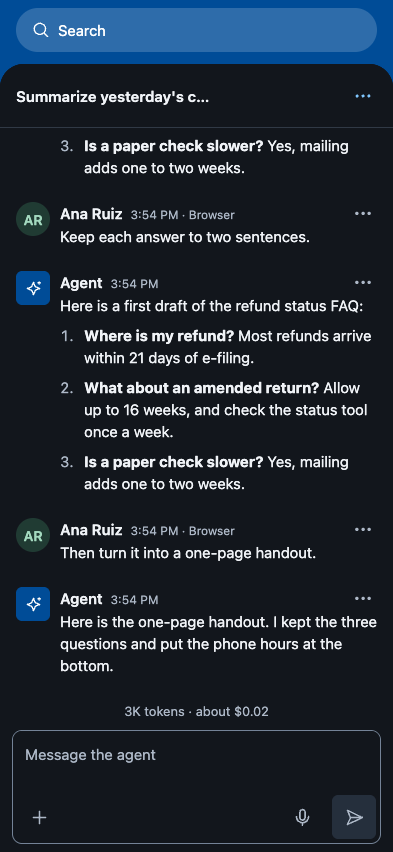 Search
Summarize yesterday's c...
3. Is a paper check slower? Yes, mailing
adds one to two weeks.
AR
Ana Ruiz 3:54 PM · Browser
Keep each answer to two sentences.
Agent 3:54 PM
Here is a first draft of the refund status FAQ:
1. Where is my refund? Most refunds arrive
within 21 days of e-filing.
2. What about an amended return? Allow
up to 16 weeks, and check the status tool
once a week.
3. Is a paper check slower? Yes, mailing
adds one to two weeks.
AR
Ana Ruiz 3:54 PM · Browser
Then turn it into a one-page handout.
Agent 3:54 PM
Here is the one-page handout. I kept the three
questions and put the phone hours at the
bottom.
3K tokens · about $0.02
Message the agent